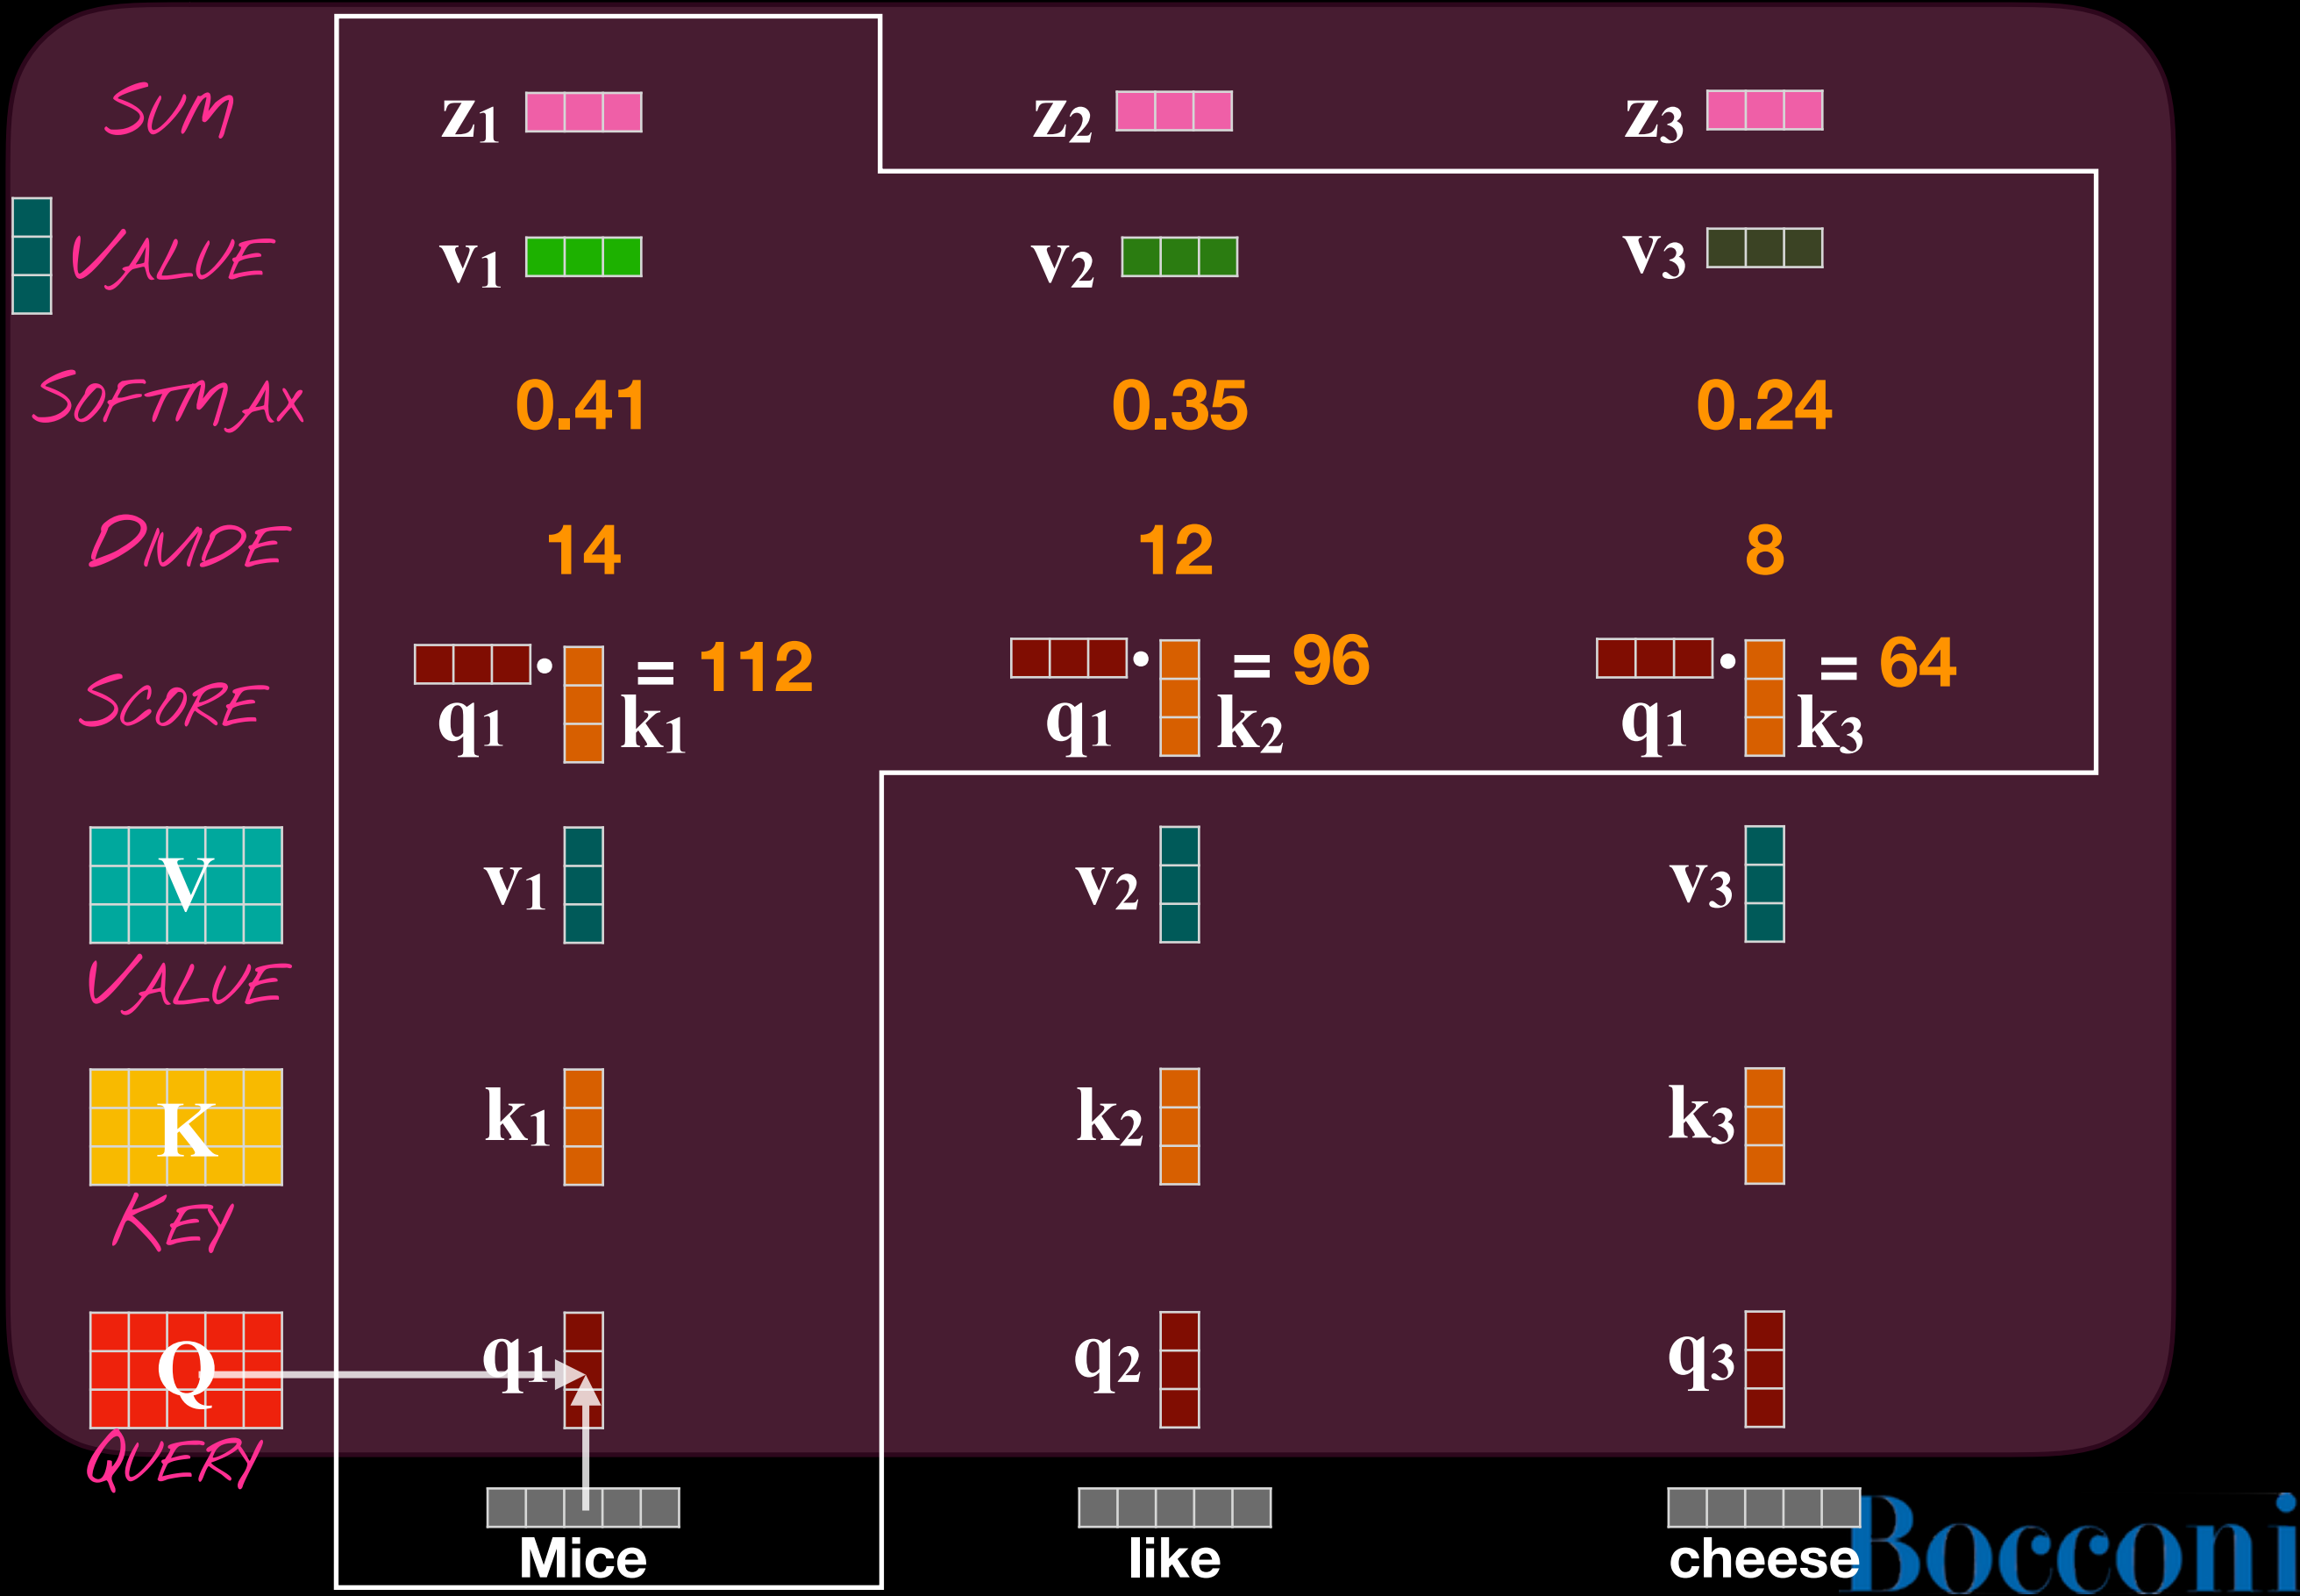 SUM z1 z2 z3
VALUE v1 v2 v3
SOFTMAX 0.41 0.35 0.24
DIVIDE 14 12 8
SCORE q1 · k1 = 112 q1 · k2 = 96 q1 · k3 = 64
V v1 v2 v3
VALUE
K k1 k2 k3
KEY
Q q1 q2 q3
QUERY
Mice like cheese
Bocconi